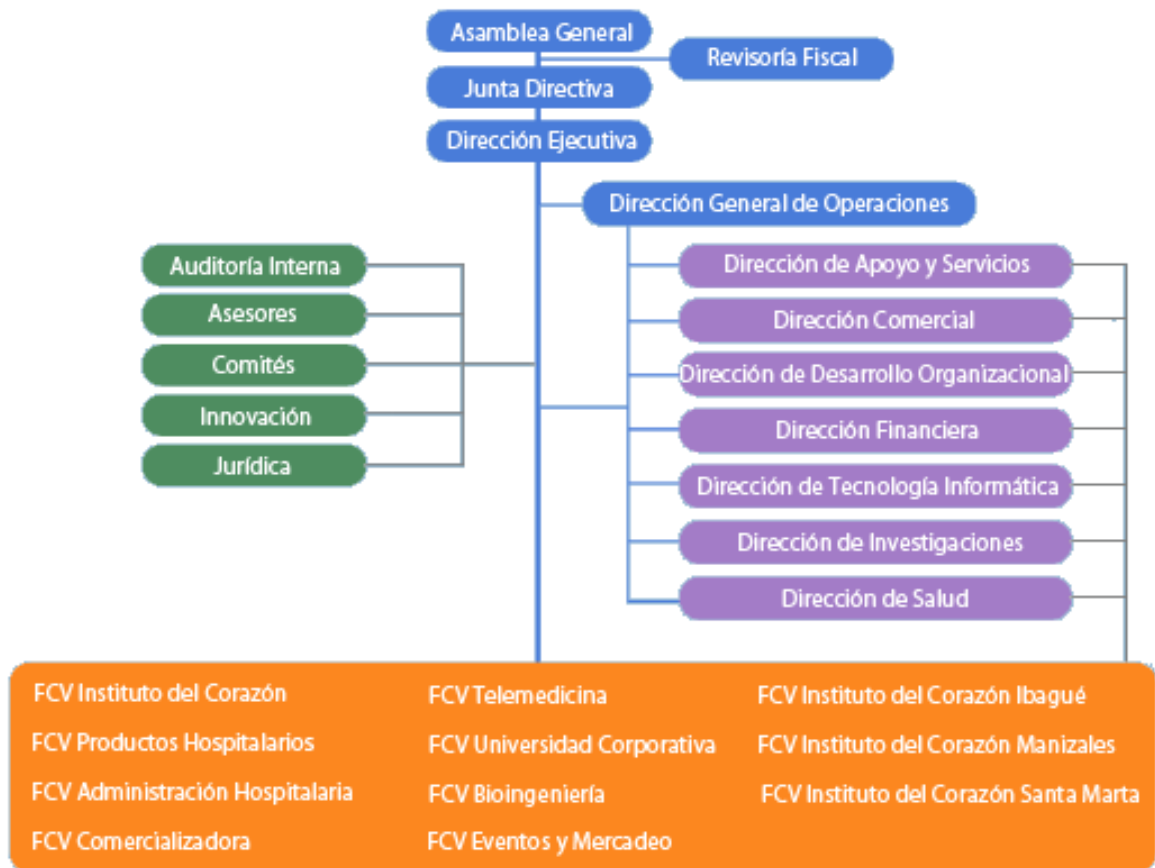 Asamblea General
Revisoría Fiscal
Junta Directiva
Dirección Ejecutiva
Dirección General de Operaciones
Auditoría Interna
Asesores
Comités
Innovación
Jurídica
Dirección de Apoyo y Servicios
Dirección Comercial
Dirección de Desarrollo Organizacional
Dirección Financiera
Dirección de Tecnología Informática
Dirección de Investigaciones
Dirección de Salud
FCV Instituto del Corazón
FCV Productos Hospitalarios
FCV Administración Hospitalaria
FCV Comercializadora
FCV Telemedicina
FCV Universidad Corporativa
FCV Bioingeniería
FCV Eventos y Mercadeo
FCV Instituto del Corazón Ibagué
FCV Instituto del Corazón Manizales
FCV Instituto del Corazón Santa Marta